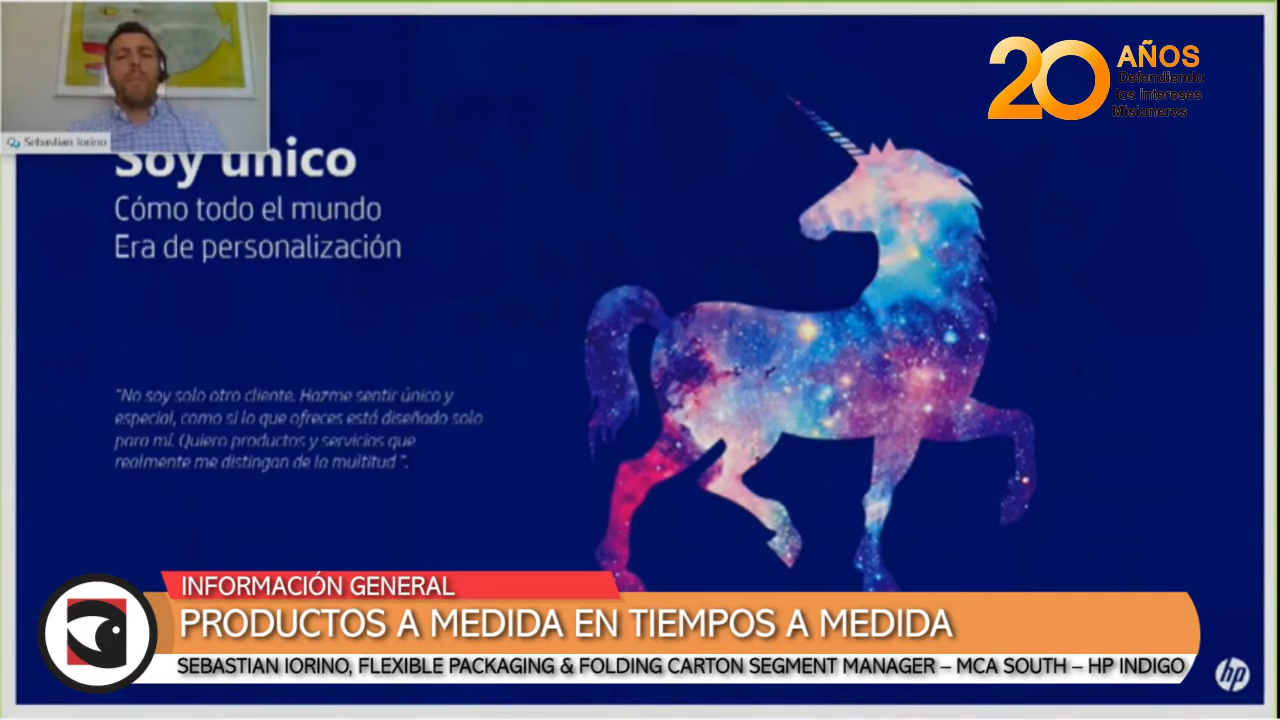 Sebastian Iorino
20 AÑOS
Defendiendo
los intereses
Misioneros
Soy único
Cómo todo el mundo
Era de personalización
"No soy solo otro cliente. Hazme sentir único y
especial, como si lo que ofreces está diseñado solo
para mí. Quiero productos y servicios que
realmente me distingan de la multitud ".
INFORMACIÓN GENERAL
PRODUCTOS A MEDIDA EN TIEMPOS A MEDIDA
SEBASTIAN IORINO, FLEXIBLE PACKAGING & FOLDING CARTON SEGMENT MANAGER – MCA SOUTH – HP INDIGO
hp